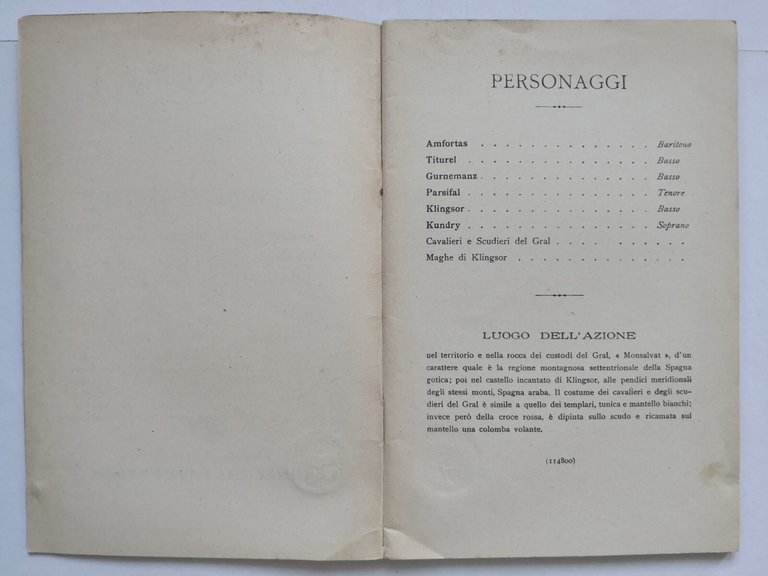 PERSONAGGI
Amfortas . . . . . . . . . . . . . . Baritono
Titurel . . . . . . . . . . . . . . . Basso
Gurnemanz . . . . . . . . . . . . . . Basso
Parsifal . . . . . . . . . . . . . . . Tenore
Klingsor . . . . . . . . . . . . . . . Basso
Kundry . . . . . . . . . . . . . . . Soprano
Cavalieri e Scudieri del Gral . . . . . . . . . .
Maghe di Klingsor . . . . . . . . . . . . . .
LUOGO DELL'AZIONE
nel territorio e nella rocca dei custodi del Gral, « Monsalvat », d'un
carattere quale è la regione montagnosa settentrionale della Spagna
gotica; poi nel castello incantato di Klingsor, alle pendici meridionali
degli stessi monti, Spagna araba. Il costume dei cavalieri e degli scu-
dieri del Gral è simile a quello dei templari, tunica e mantello bianchi;
invece però della croce rossa, è dipinta sullo scudo e ricamata sul
mantello una colomba volante.
(114800)